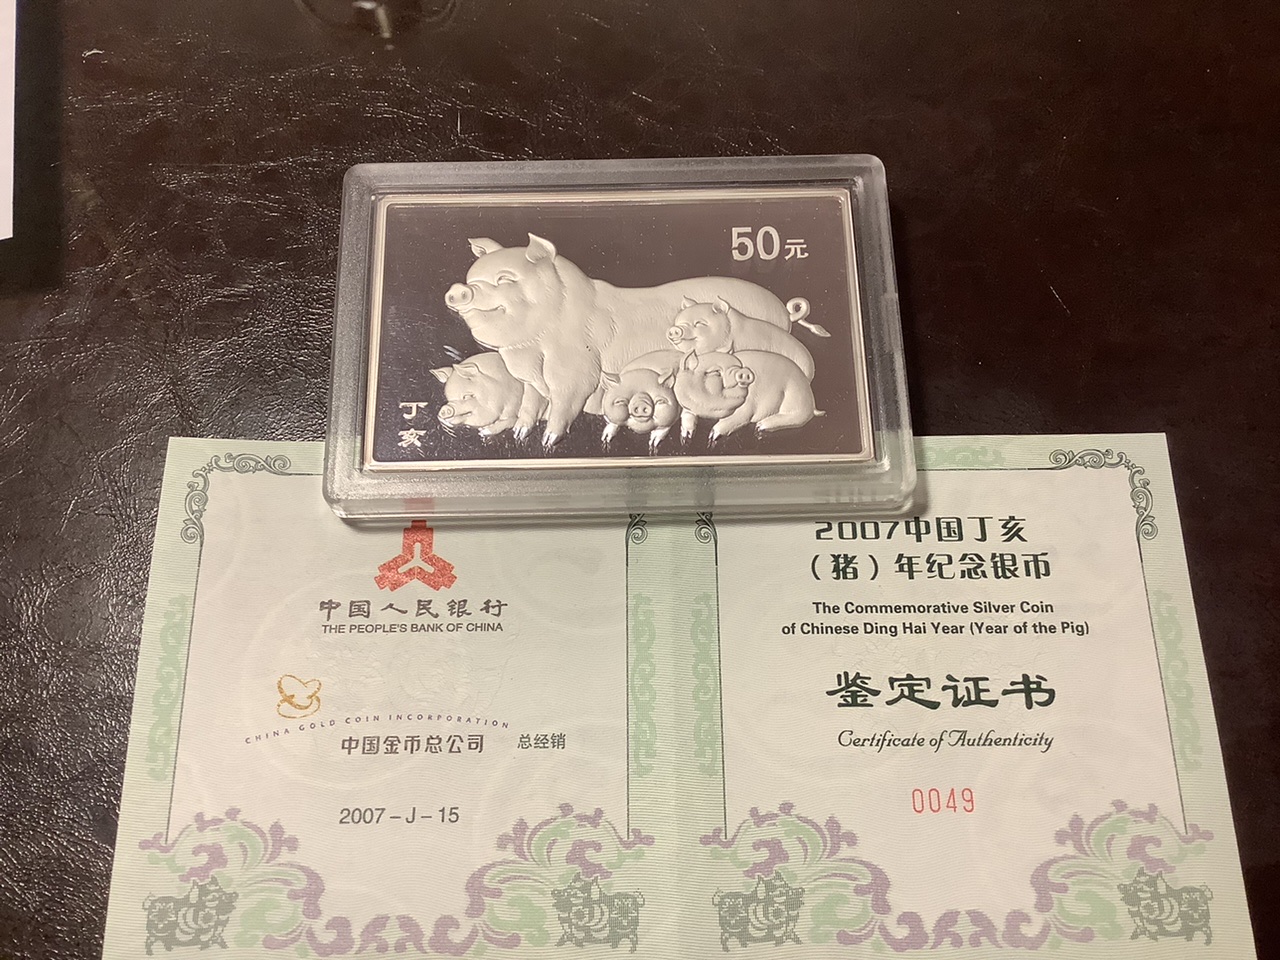 50元
丁
亥
中国人民银行
THE PEOPLE'S BANK OF CHINA
CHINA GOLD COIN INCORPORATION
中国金币总公司 总经销
2007-J-15
2007中国丁亥
(猪)年纪念银币
The Commemorative Silver Coin
of Chinese Ding Hai Year (Year of the Pig)
鉴定证书
Certificate of Authenticity
0049